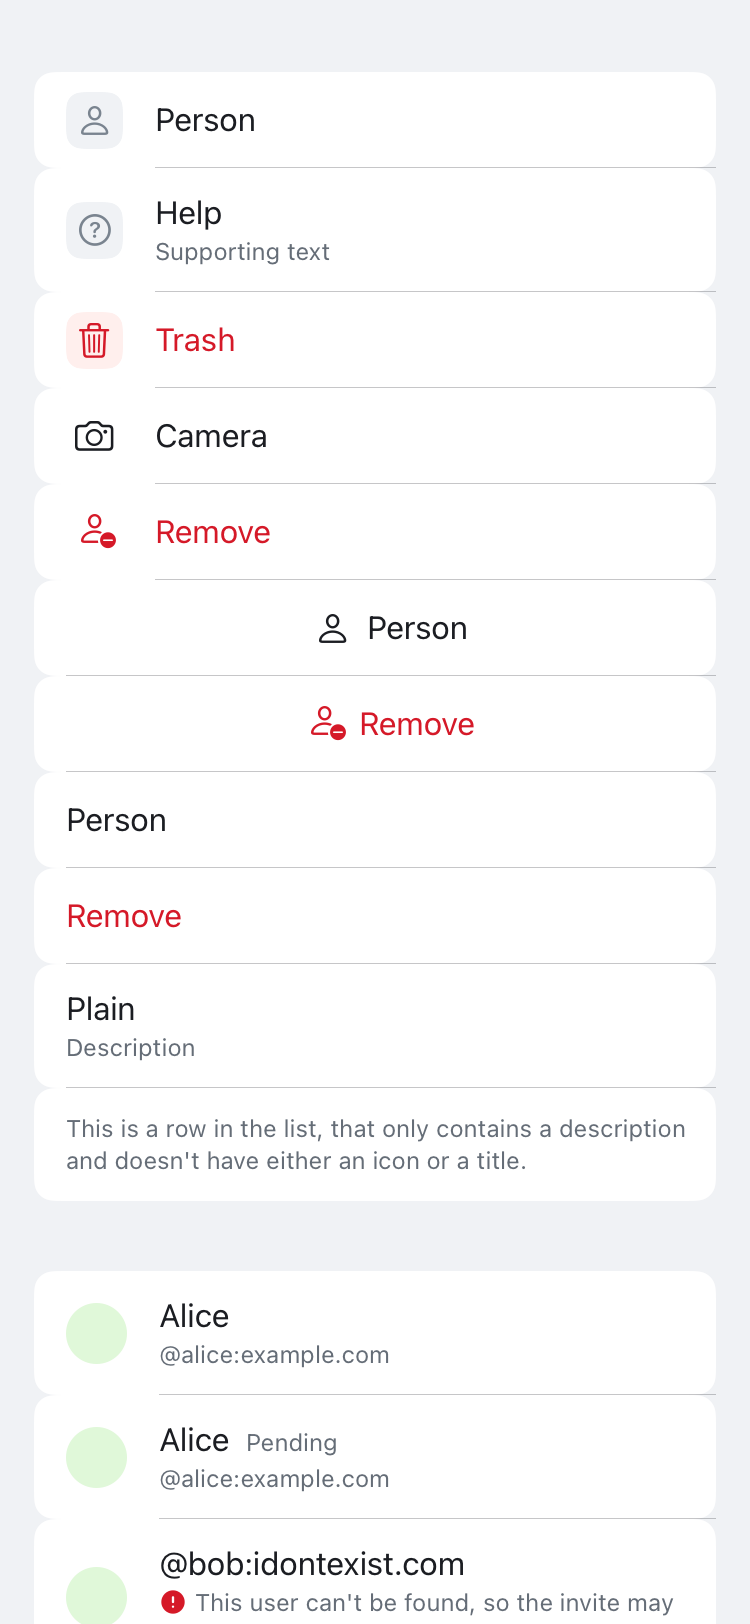 Person
Help
Supporting text
Trash
Camera
Remove
Person
Remove
Person
Remove
Plain
Description
This is a row in the list, that only contains a description
and doesn't have either an icon or a title.
Alice
@alice:example.com
Alice Pending
@alice:example.com
@bob:idontexist.com
This user can't be found, so the invite may